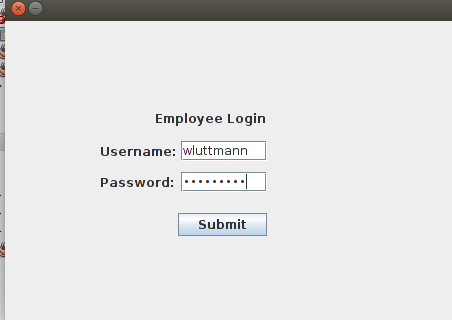 Employee Login
Username: wluttmann
Password: •••••••••
Submit